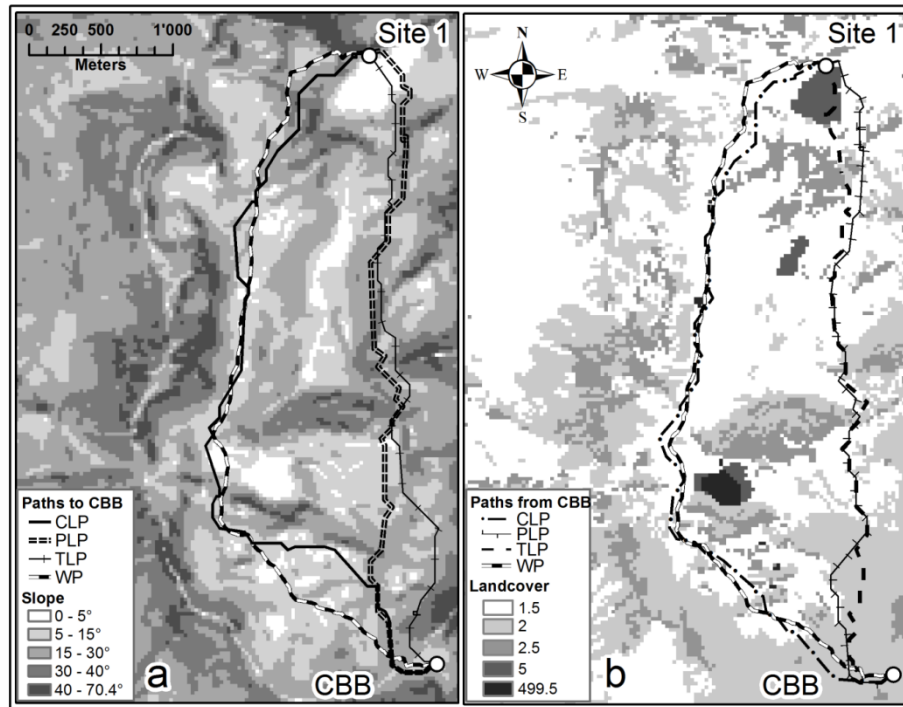 0 250 500 1'000
Meters
Site 1
Paths to CBB
CLP
PLP
TLP
WP
Slope
0 - 5°
5 - 15°
15 - 30°
30 - 40°
40 - 70.4°
a
CBB
N
W E
S
Site 1
Paths from CBB
CLP
PLP
TLP
WP
Landcover
1.5
2
2.5
5
499.5
b
CBB